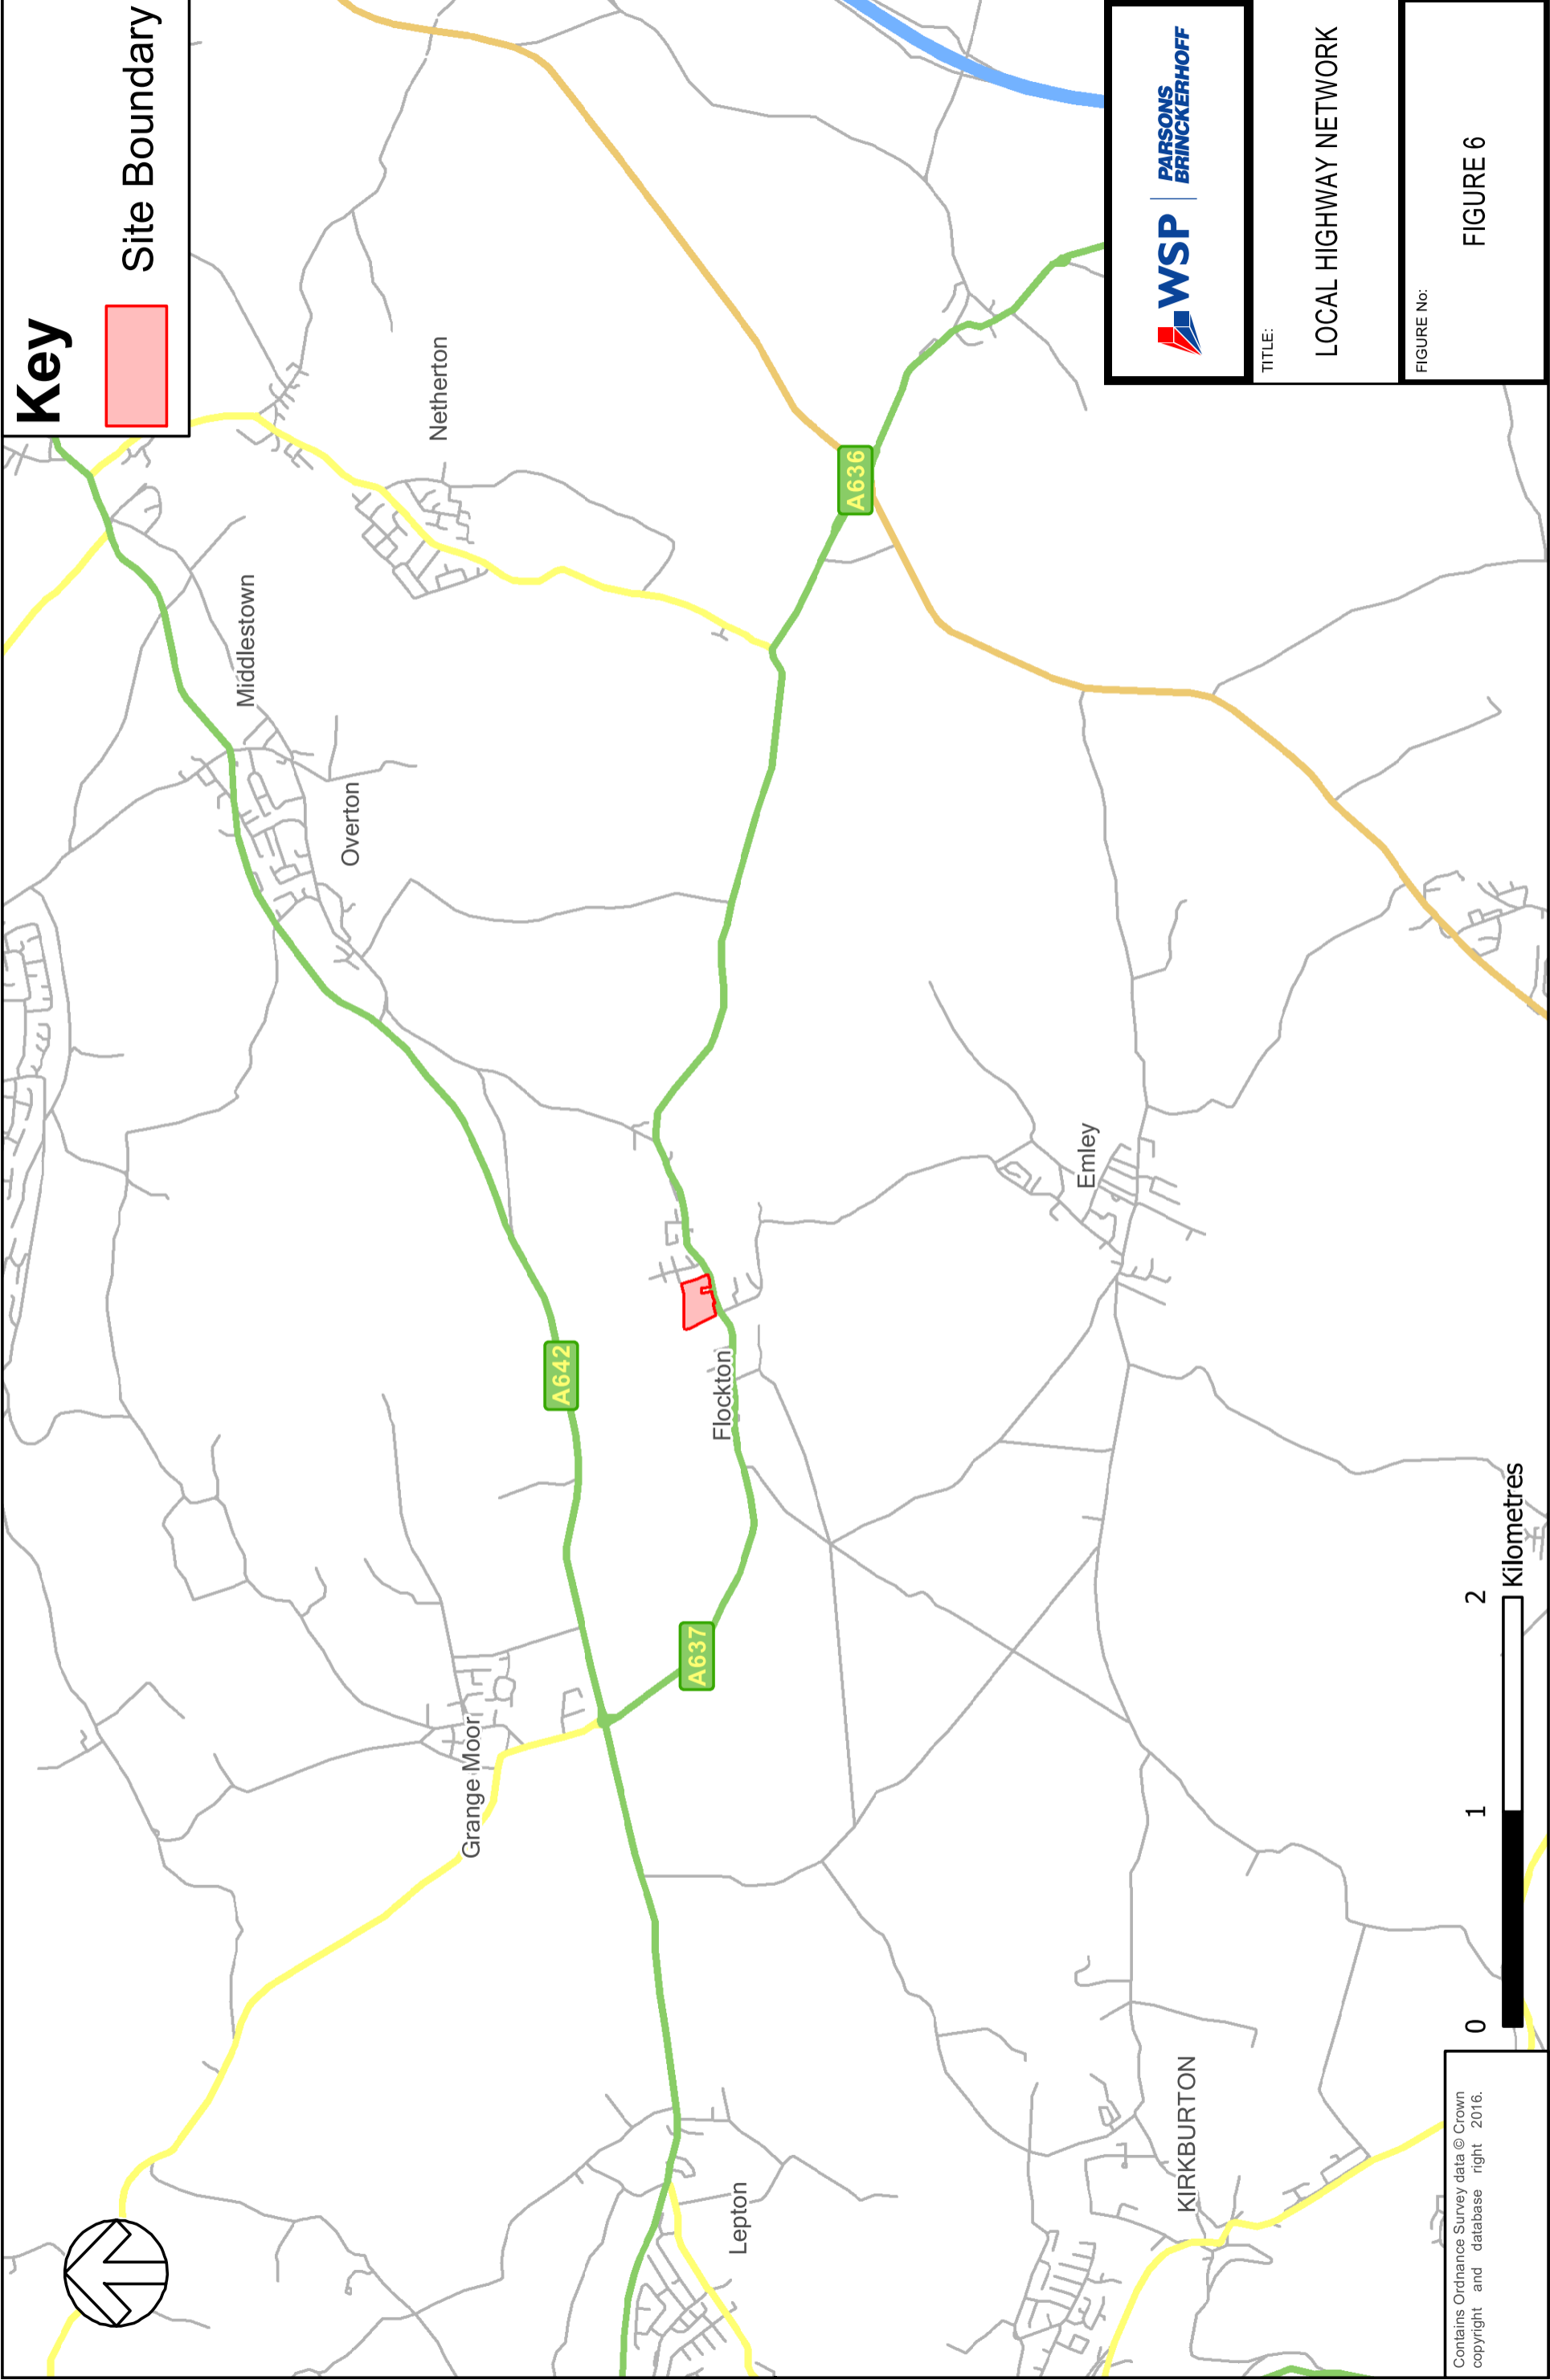 Key
Site Boundary
Netherton
Middlestown
Overton
A636
A642
Flockton
Emley
A637
Grange Moor
Lepton
KIRKBURTON
0 1 2
Kilometres
Contains Ordnance Survey data © Crown
copyright and database right 2016.
WSP | PARSONS
BRINCKERHOFF
TITLE:
LOCAL HIGHWAY NETWORK
FIGURE No:
FIGURE 6